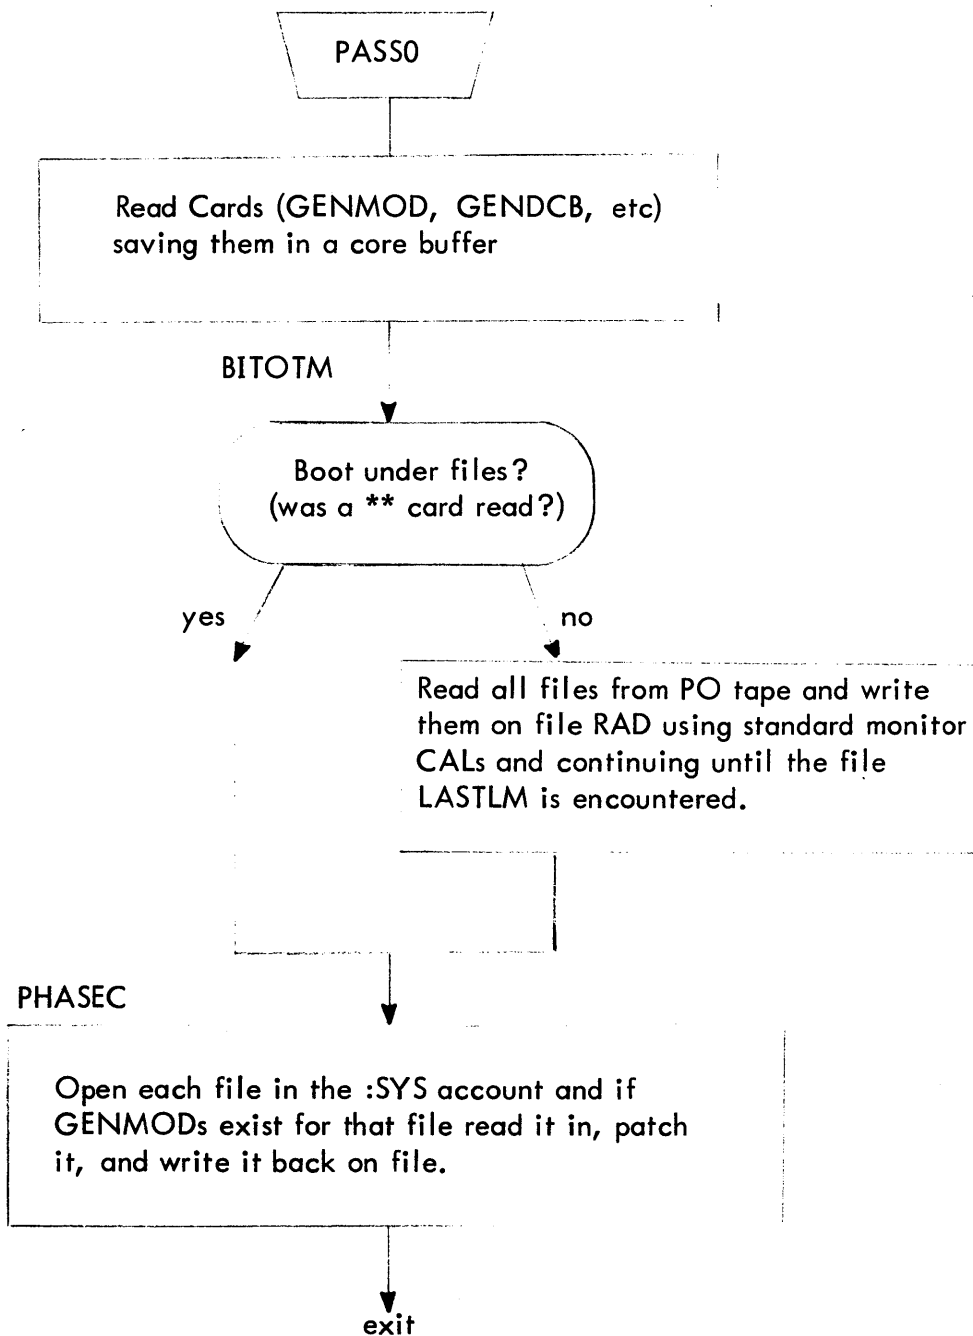 PASS0
Read Cards (GENMOD, GENDCB, etc)
saving them in a core buffer
BITOTM
Boot under files?
(was a ** card read?)
yes
no
Read all files from PO tape and write
them on file RAD using standard monitor
CALs and continuing until the file
LASTLM is encountered.
PHASEC
Open each file in the :SYS account and if
GENMODs exist for that file read it in, patch
it, and write it back on file.
exit